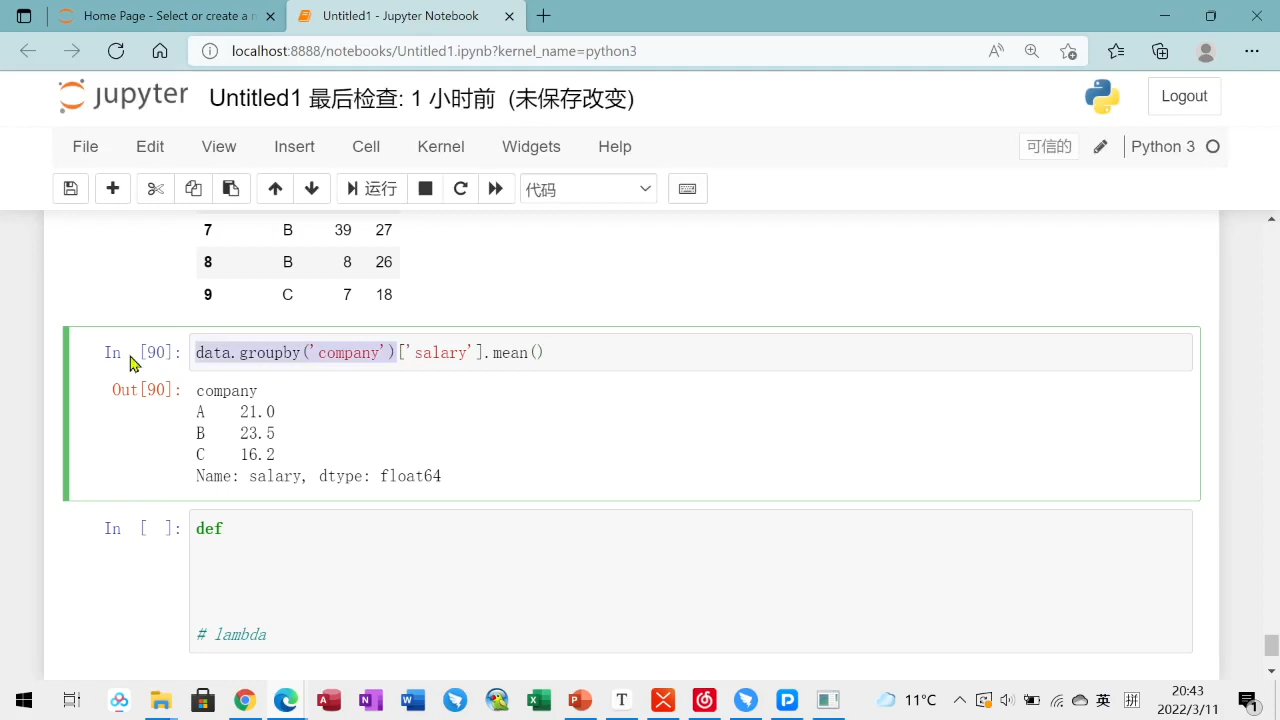 Home Page - Select or create a n
Untitled1 - Jupyter Notebook
localhost:8888/notebooks/Untitled1.ipynb?kernel_name=python3
jupyter Untitled1 最后检查: 1 小时前 (未保存改变)
Logout
File Edit View Insert Cell Kernel Widgets Help 可信的 Python 3
运行 代码
7 B 39 27
8 B 8 26
9 C 7 18
In [90]: data.groupby('company')['salary'].mean()
Out[90]: company
A 21.0
B 23.5
C 16.2
Name: salary, dtype: float64
In [ ]: def
# lambda
11°C 英 拼 20:43
2022/3/11